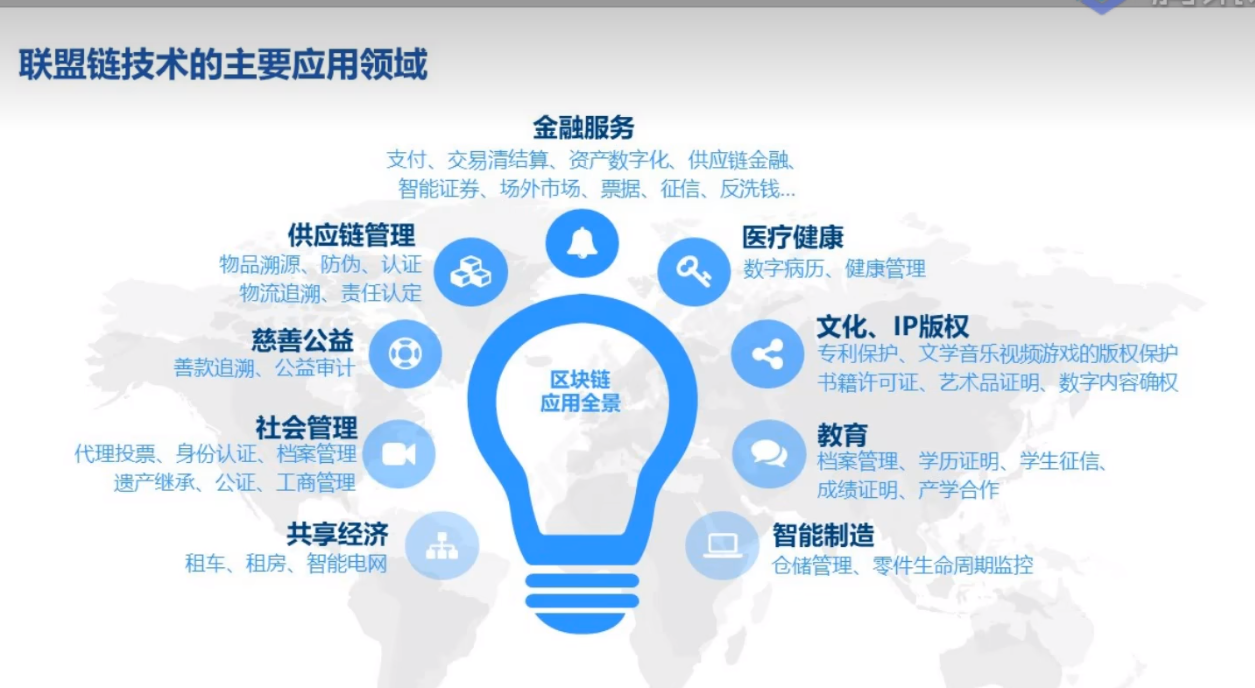 联盟链技术的主要应用领域
金融服务
支付、交易清结算、资产数字化、供应链金融、
智能证券、场外市场、票据、征信、反洗钱...
供应链管理
物品溯源、防伪、认证
物流追溯、责任认定
慈善公益
善款追溯、公益审计
社会管理
代理投票、身份认证、档案管理
遗产继承、公证、工商管理
共享经济
租车、租房、智能电网
区块链
应用全景
医疗健康
数字病历、健康管理
文化、IP版权
专利保护、文学音乐视频游戏的版权保护
书籍许可证、艺术品证明、数字内容确权
教育
档案管理、学历证明、学生征信、
成绩证明、产学合作
智能制造
仓储管理、零件生命周期监控